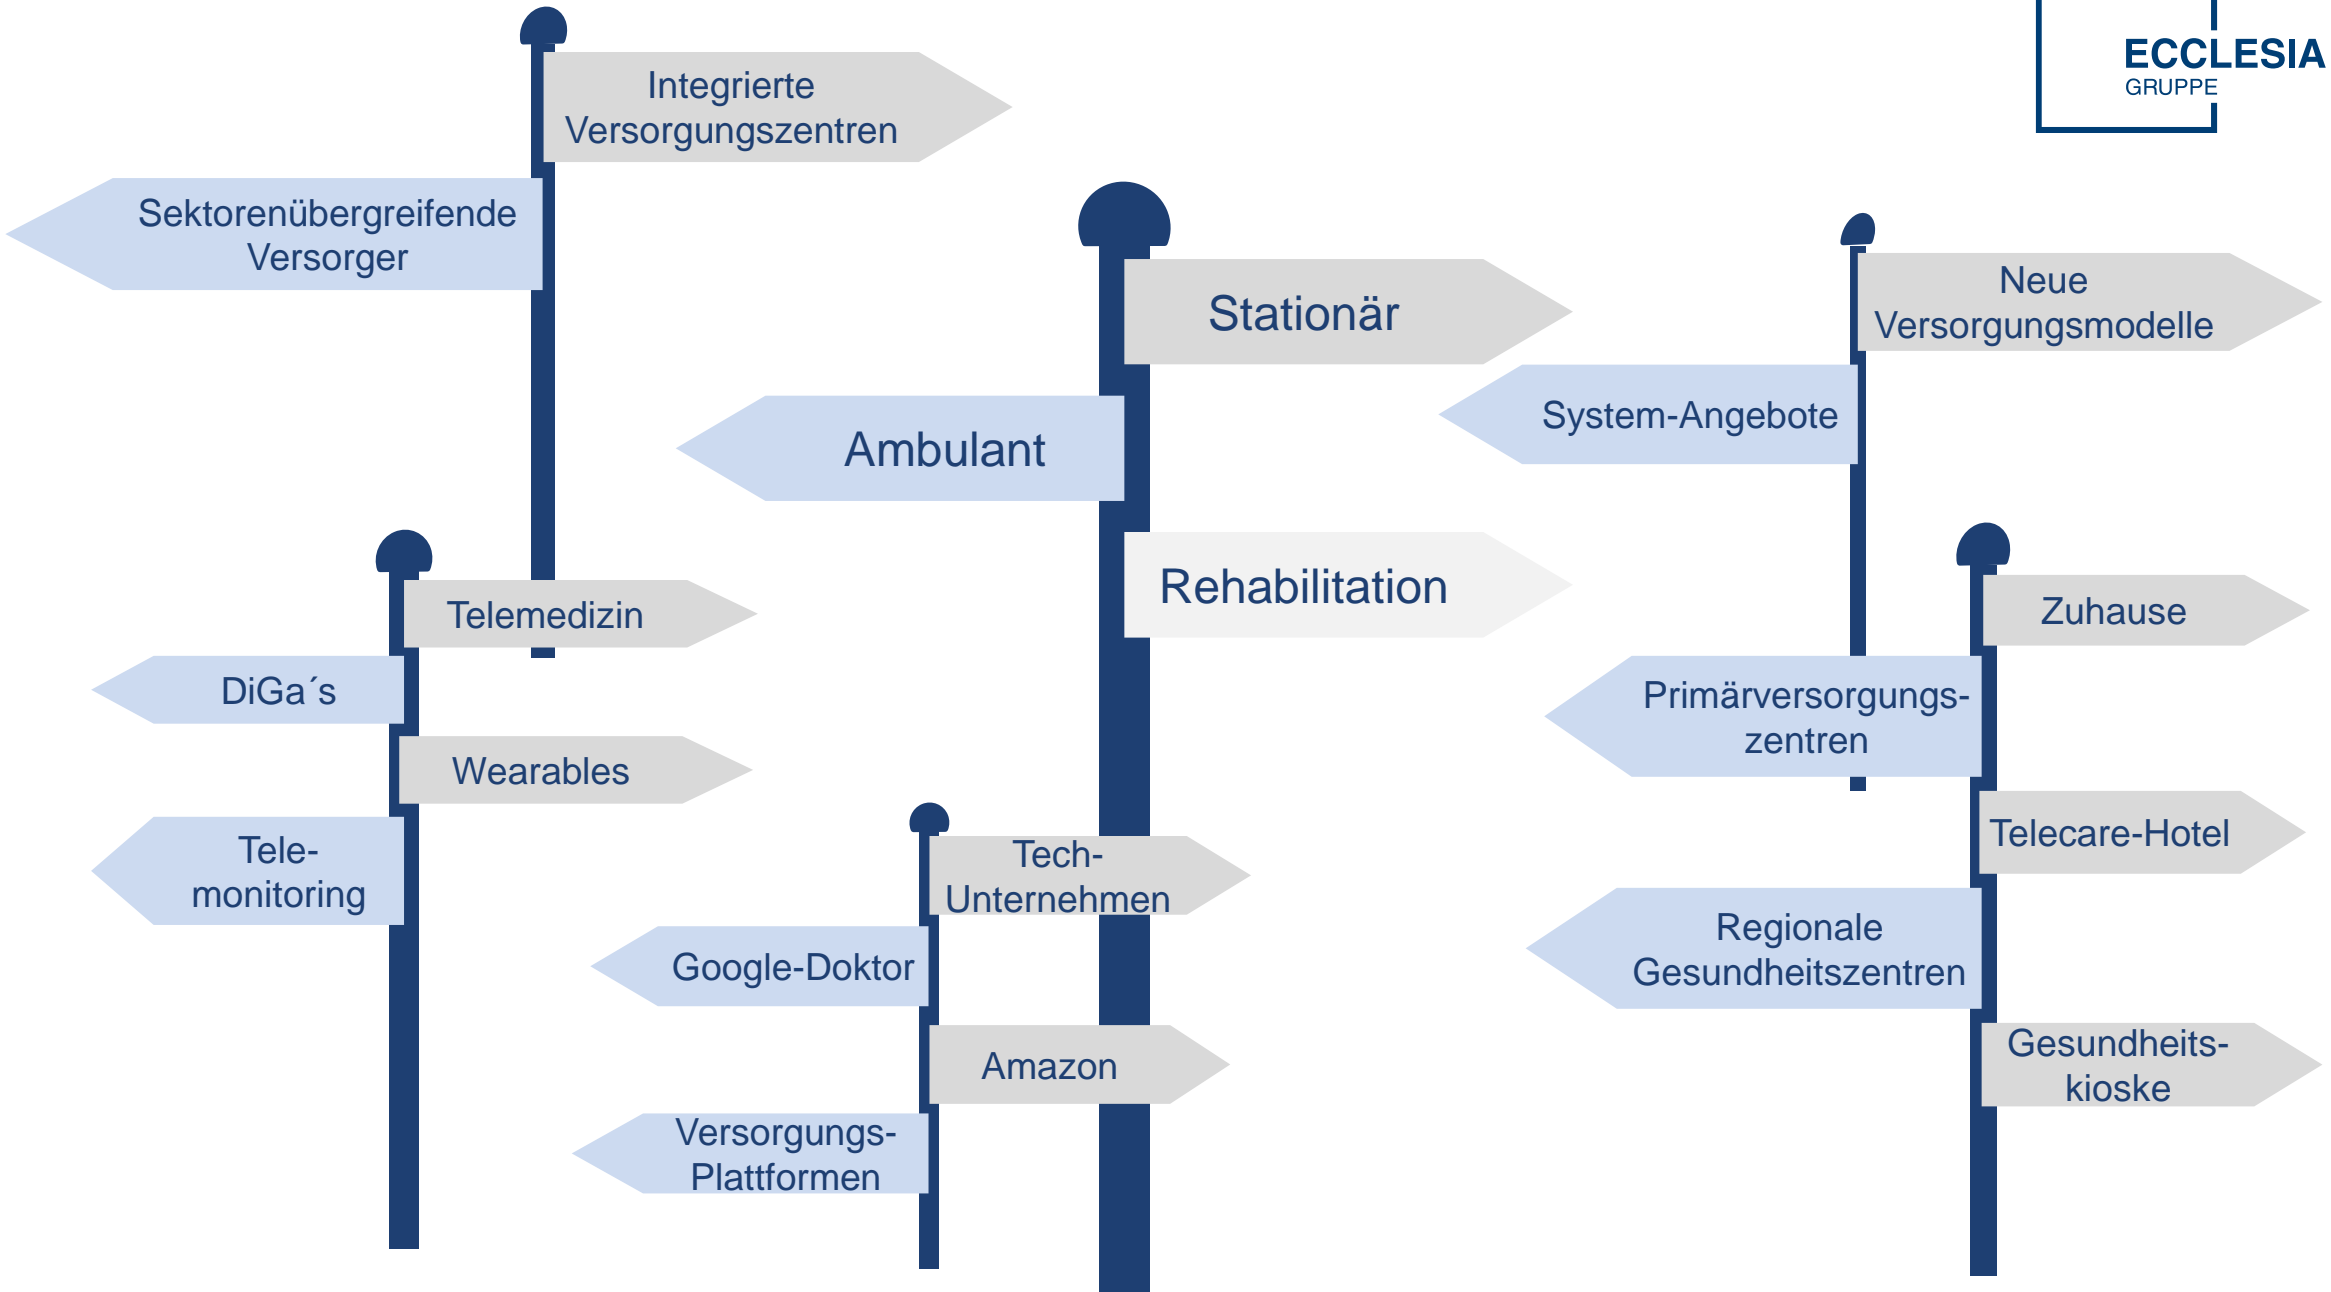 ECCLESIA
GRUPPE
Integrierte
Versorgungszentren
Sektorenübergreifende
Versorger
Stationär
Ambulant
Rehabilitation
Neue
Versorgungsmodelle
System-Angebote
Telemedizin
DiGa´s
Wearables
Tele-
monitoring
Tech-
Unternehmen
Google-Doktor
Amazon
Versorgungs-
Plattformen
Zuhause
Primärversorgungs-
zentren
Telecare-Hotel
Regionale
Gesundheitszentren
Gesundheits-
kioske